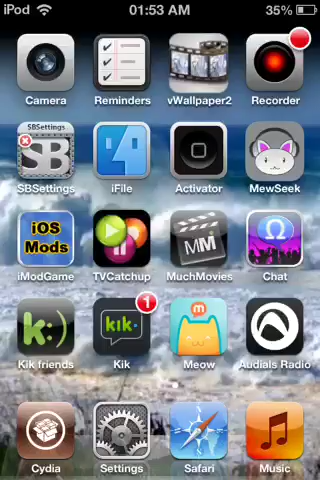 iPod 01:53 AM 35%
Camera Reminders vWallpaper2 Recorder
SBSettings
SB
SBSettings iFile Activator MewSeek
iOS
Mods
MM
Ω
iModGame TVCatchup MuchMovies Chat
k:) kik· 1 m
Kik friends Kik Meow Audials Radio
Cydia Settings Safari Music